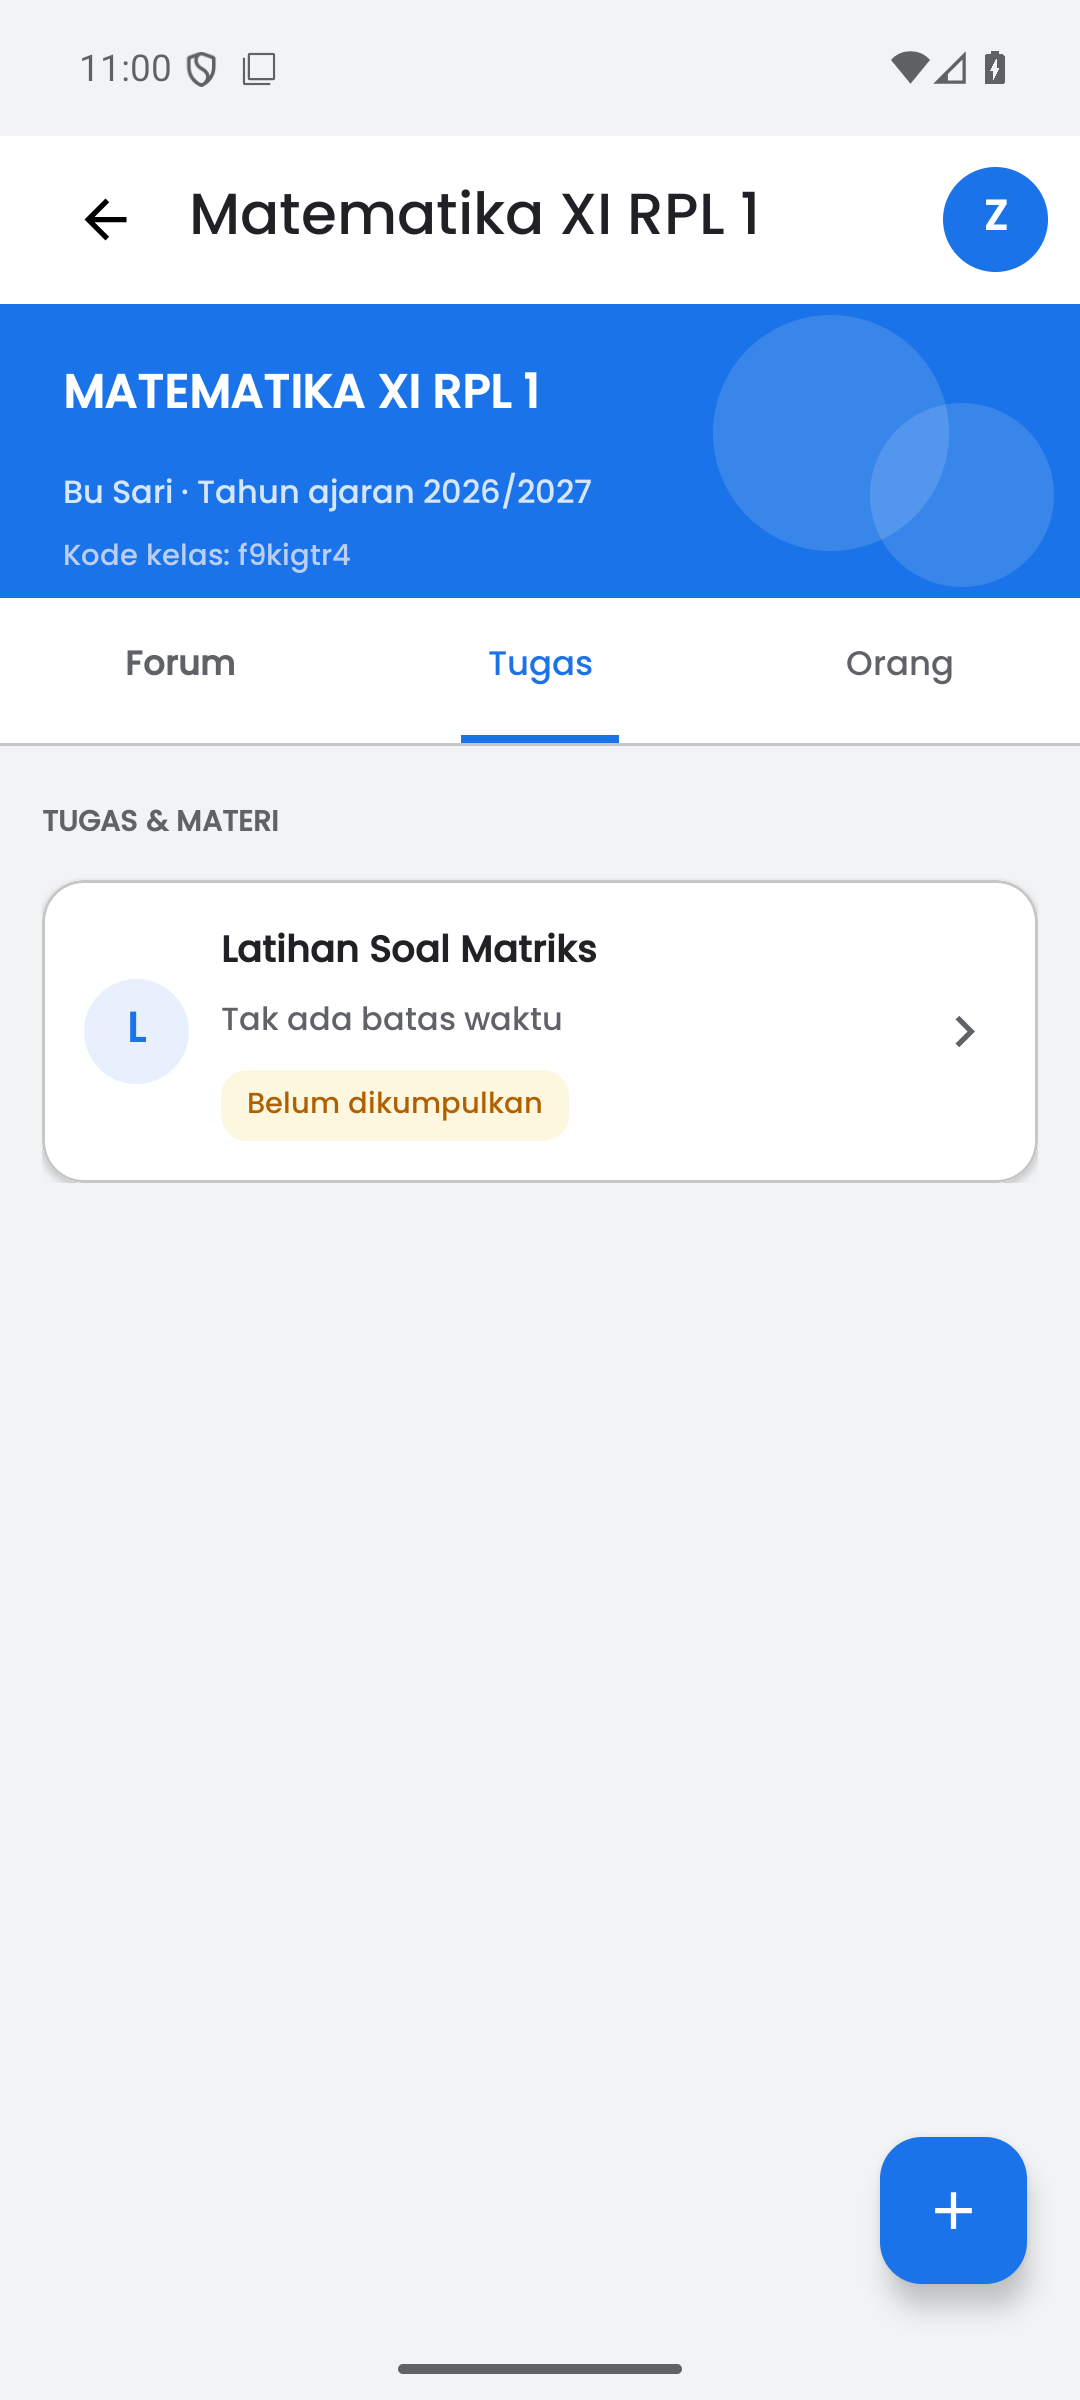 11:00
Matematika XI RPL 1
Z
MATEMATIKA XI RPL 1
Bu Sari · Tahun ajaran 2026/2027
Kode kelas: f9kigtr4
Forum
Tugas
Orang
TUGAS & MATERI
Latihan Soal Matriks
L
Tak ada batas waktu
Belum dikumpulkan